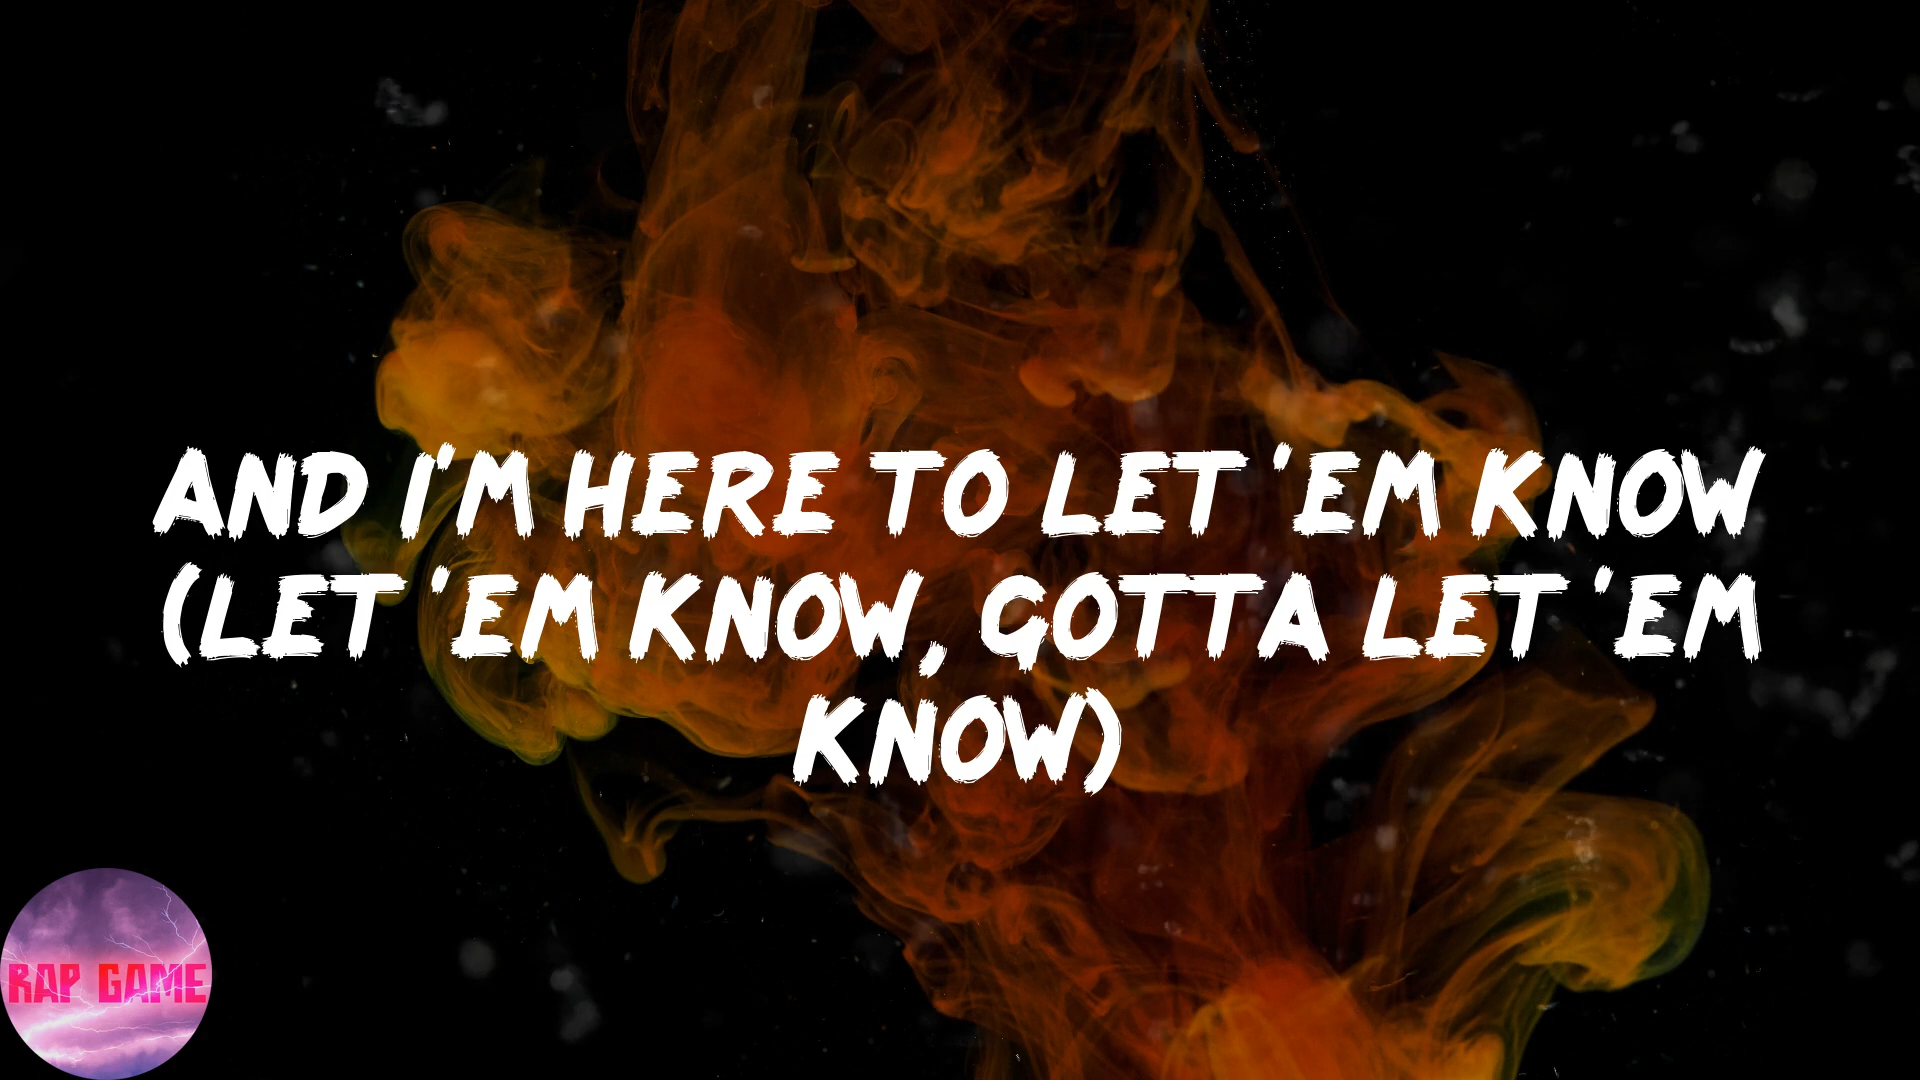 AND I'M HERE TO LET 'EM KNOW
(LET 'EM KNOW, GOTTA LET 'EM
KNOW)
RAP GAME